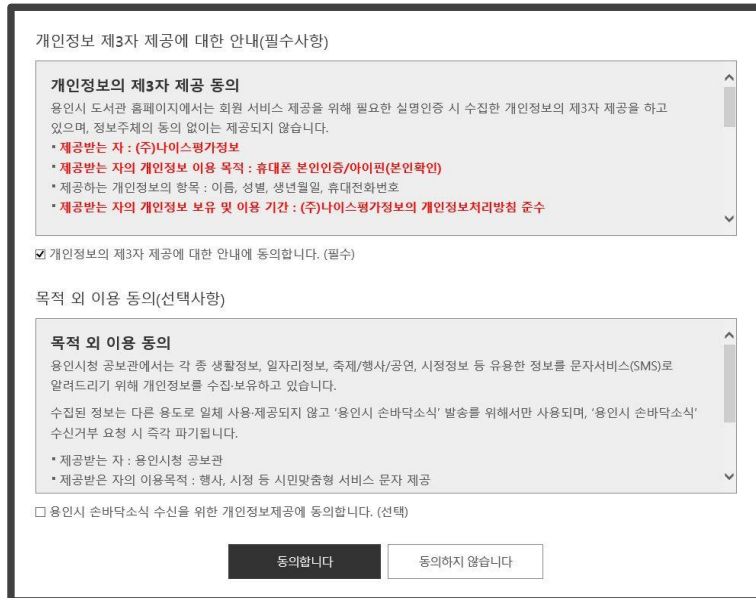 개인정보 제3자 제공에 대한 안내(필수사항)
개인정보의 제3자 제공 동의
용인시 도서관 홈페이지에서는 회원 서비스 제공을 위해 필요한 실명인증 시 수집한 개인정보의 제3자 제공을 하고
있으며, 정보주체의 동의 없이는 제공되지 않습니다.
▪ 제공받는 자 : (주)나이스평가정보
▪ 제공받는 자의 개인정보 이용 목적 : 휴대폰 본인인증/아이핀(본인확인)
▪ 제공하는 개인정보의 항목 : 이름, 성별, 생년월일, 휴대전화번호
▪ 제공받는 자의 개인정보 보유 및 이용 기간 : (주)나이스평가정보의 개인정보처리방침 준수
☑ 개인정보의 제3자 제공에 대한 안내에 동의합니다. (필수)
목적 외 이용 동의(선택사항)
목적 외 이용 동의
용인시청 공보관에서는 각 종 생활정보, 일자리정보, 축제/행사/공연, 시정정보 등 유용한 정보를 문자서비스(SMS)로
알려드리기 위해 개인정보를 수집·보유하고 있습니다.
수집된 정보는 다른 용도로 일체 사용·제공되지 않고 '용인시 손바닥소식' 발송를 위해서만 사용되며, '용인시 손바닥소식'
수신거부 요청 시 즉각 파기됩니다.
▪ 제공받는 자 : 용인시청 공보관
▪ 제공받은 자의 이용목적 : 행사, 시정 등 시민맞춤형 서비스 문자 제공
☐ 용인시 손바닥소식 수신을 위한 개인정보제공에 동의합니다. (선택)
동의합니다
동의하지 않습니다